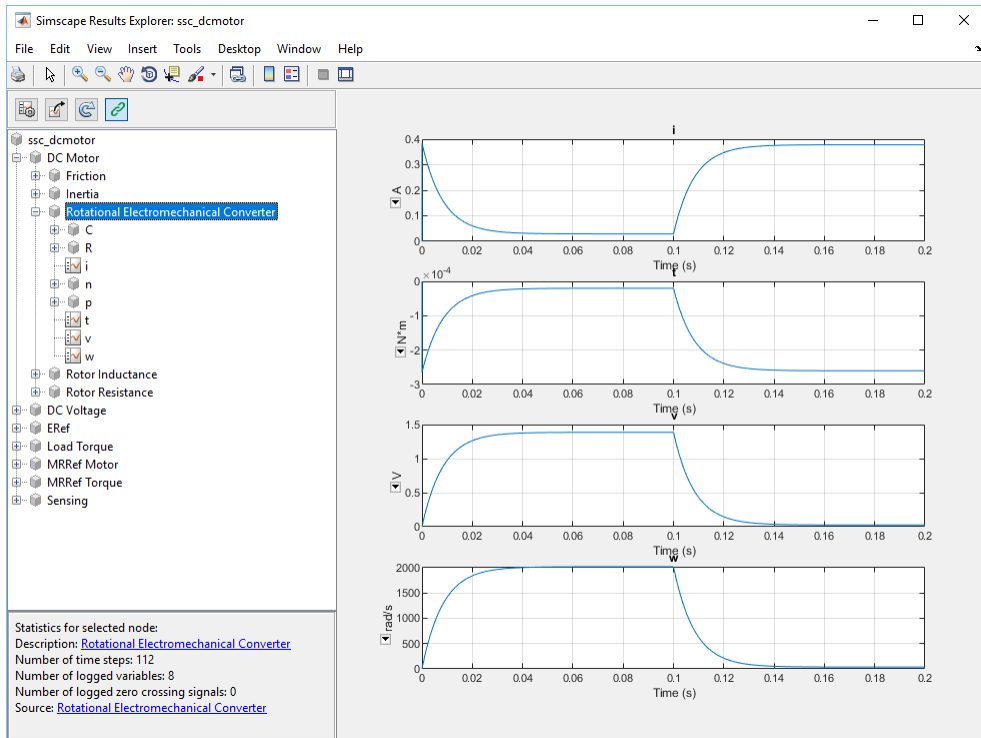 Simscape Results Explorer: ssc_dcmotor
File Edit View Insert Tools Desktop Window Help
ssc_dcmotor
DC Motor
Friction
Inertia
Rotational Electromechanical Converter
C
R
i
n
p
t
v
w
Rotor Inductance
Rotor Resistance
DC Voltage
ERef
Load Torque
MRRef Motor
MRRef Torque
Sensing
Statistics for selected node:
Description: Rotational Electromechanical Converter
Number of time steps: 112
Number of logged variables: 8
Number of logged zero crossing signals: 0
Source: Rotational Electromechanical Converter
i
0.4
0.3
0.2
0.1
0
A
0 0.02 0.04 0.06 0.08 0.1 0.12 0.14 0.16 0.18 0.2
Time (s)
t
×10-4
0
-1
-2
-3
N*m
0 0.02 0.04 0.06 0.08 0.1 0.12 0.14 0.16 0.18 0.2
Time (s)
v
1.5
1
0.5
0
V
0 0.02 0.04 0.06 0.08 0.1 0.12 0.14 0.16 0.18 0.2
Time (s)
w
2000
1500
1000
500
0
rad/s
0 0.02 0.04 0.06 0.08 0.1 0.12 0.14 0.16 0.18 0.2
Time (s)